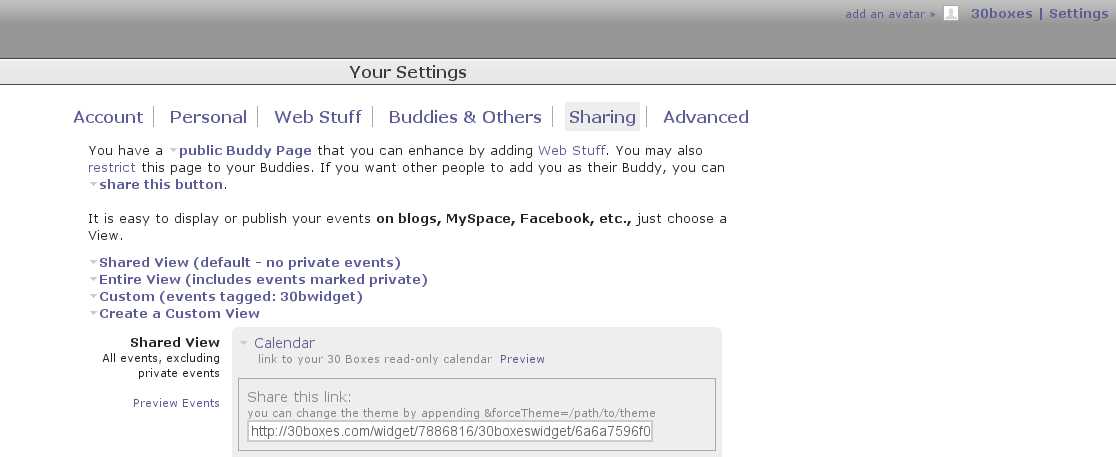 add an avatar » 30boxes | Settings
Your Settings
Account Personal Web Stuff Buddies & Others Sharing Advanced
You have a public Buddy Page that you can enhance by adding Web Stuff. You may also
restrict this page to your Buddies. If you want other people to add you as their Buddy, you can
share this button.
It is easy to display or publish your events on blogs, MySpace, Facebook, etc., just choose a
View.
Shared View (default - no private events)
Entire View (includes events marked private)
Custom (events tagged: 30bwidget)
Create a Custom View
Shared View
All events, excluding
private events
Preview Events
Calendar
link to your 30 Boxes read-only calendar Preview
Share this link:
you can change the theme by appending &forceTheme=/path/to/theme
http://30boxes.com/widget/7886816/30boxeswidget/6a6a7596f0